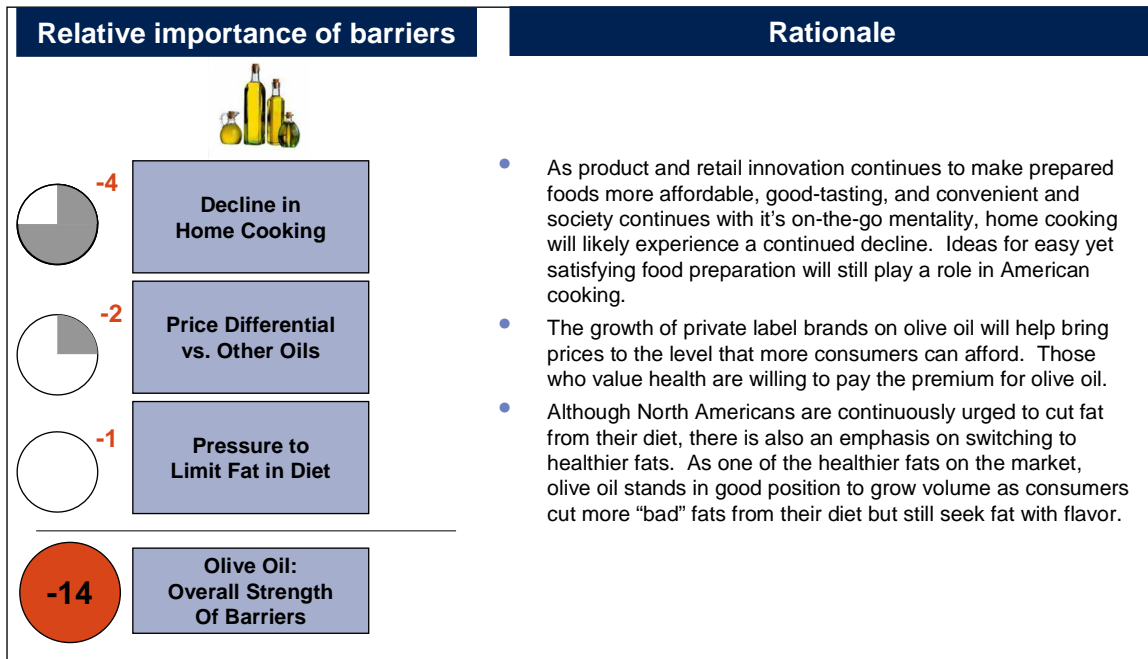 Relative importance of barriers
Rationale
-4
Decline in
Home Cooking
-2
Price Differential
vs. Other Oils
-1
Pressure to
Limit Fat in Diet
-14
Olive Oil:
Overall Strength
Of Barriers
• As product and retail innovation continues to make prepared
foods more affordable, good-tasting, and convenient and
society continues with it's on-the-go mentality, home cooking
will likely experience a continued decline.  Ideas for easy yet
satisfying food preparation will still play a role in American
cooking.
• The growth of private label brands on olive oil will help bring
prices to the level that more consumers can afford.  Those
who value health are willing to pay the premium for olive oil.
• Although North Americans are continuously urged to cut fat
from their diet, there is also an emphasis on switching to
healthier fats.  As one of the healthier fats on the market,
olive oil stands in good position to grow volume as consumers
cut more “bad” fats from their diet but still seek fat with flavor.